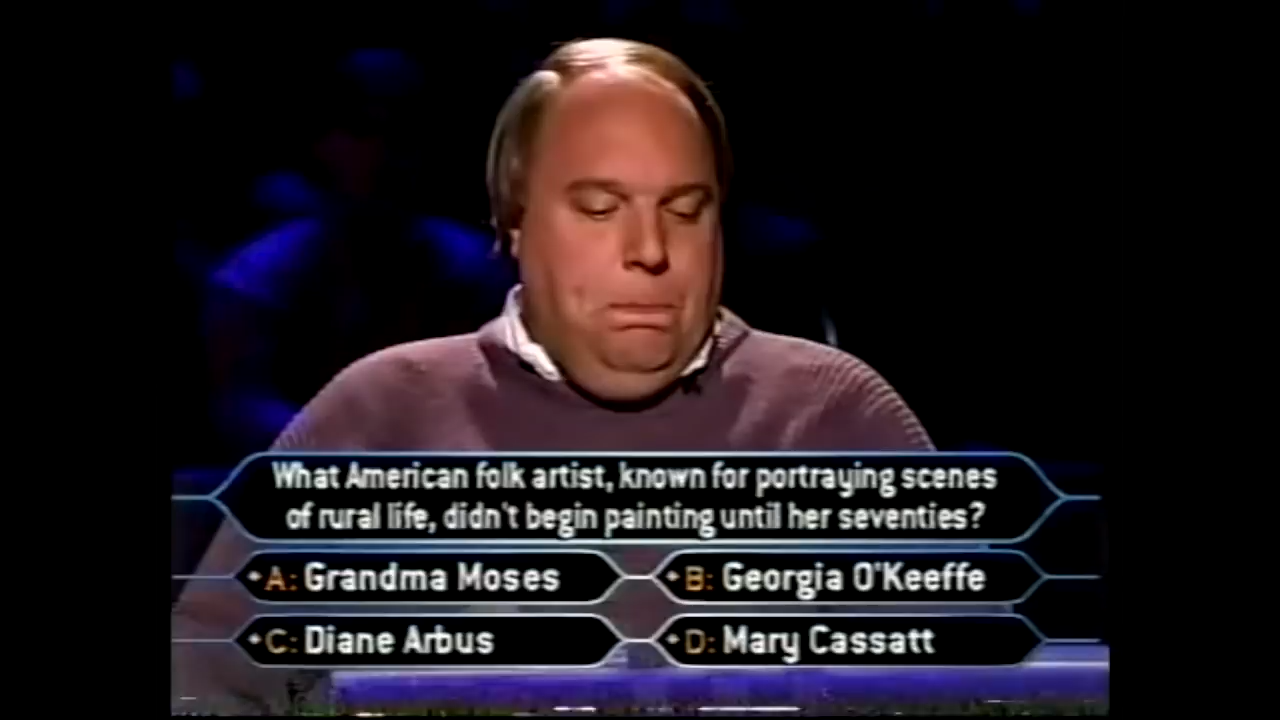 What American folk artist, known for portraying scenes
of rural life, didn't begin painting until her seventies?
A: Grandma Moses
B: Georgia O'Keeffe
C: Diane Arbus
D: Mary Cassatt